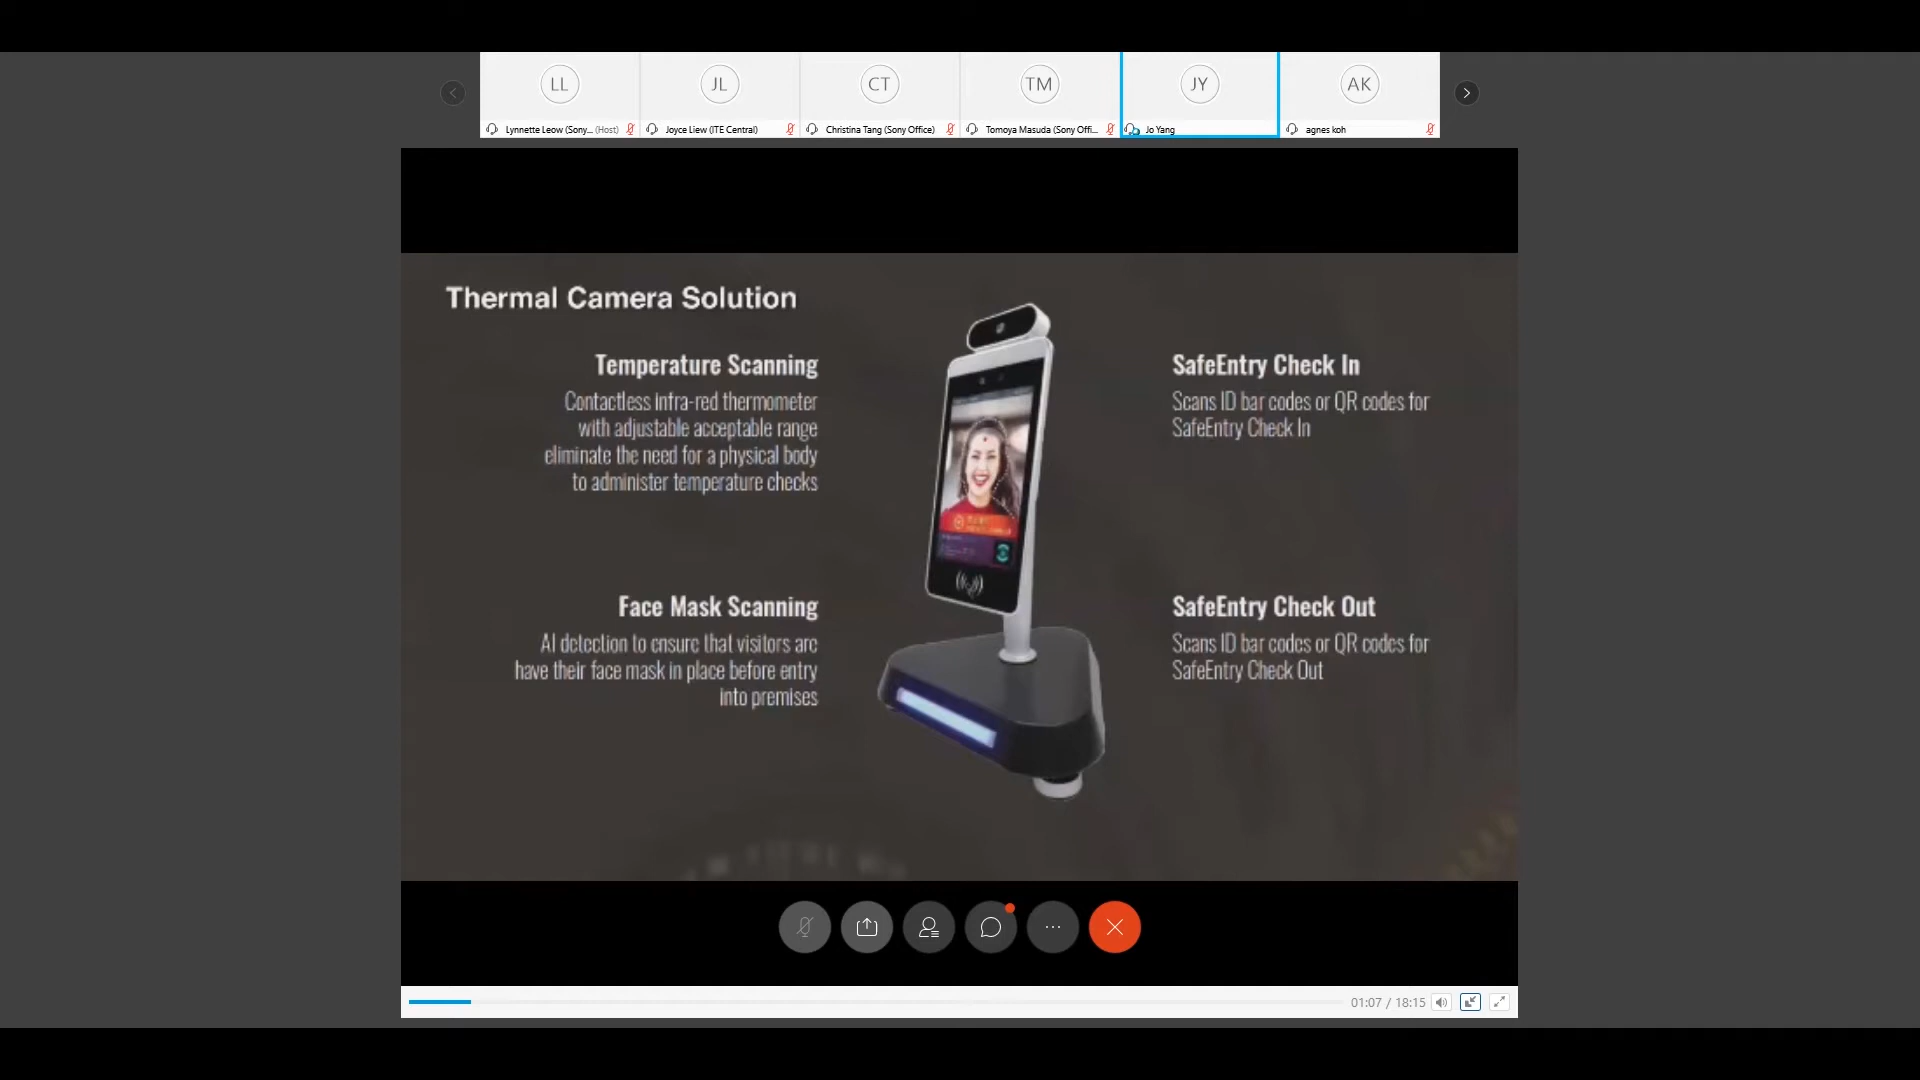 LL
JL
CT
TM
JY
AK
Lynnette Leow (Sony... (Host)
Joyce Liew (ITE Central)
Christina Tang (Sony Office)
Tomoya Masuda (Sony Offi...
Jo Yang
agnes koh
Thermal Camera Solution
Temperature Scanning
Contactless infra-red thermometer
with adjustable acceptable range
eliminate the need for a physical body
to administer temperature checks
SafeEntry Check In
Scans ID bar codes or QR codes for
SafeEntry Check In
Face Mask Scanning
AI detection to ensure that visitors are
have their face mask in place before entry
into premises
SafeEntry Check Out
Scans ID bar codes or QR codes for
SafeEntry Check Out
01:07 / 18:15